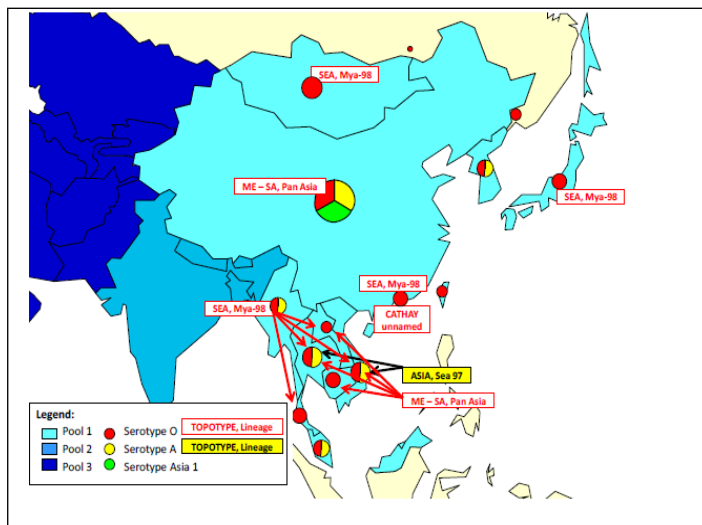 SEA, Mya-98
ME – SA, Pan Asia
SEA, Mya-98
SEA, Mya-98
CATHAY
unnamed
SEA, Mya-98
ASIA, Sea 97
ME – SA, Pan Asia
Legend:
Pool 1
Serotype O
TOPOTYPE, Lineage
Pool 2
Serotype A
TOPOTYPE, Lineage
Pool 3
Serotype Asia 1